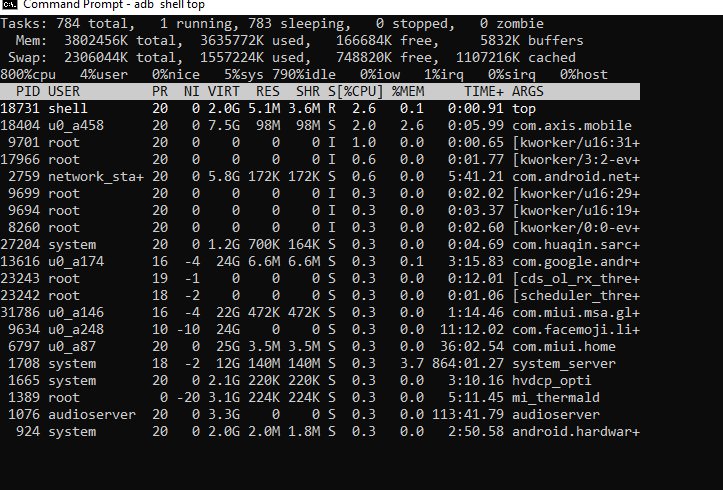 Command Prompt - adb shell top
Tasks: 784 total,   1 running, 783 sleeping,   0 stopped,   0 zombie
Mem:  3802456K total,  3635772K used,   166684K free,     5832K buffers
Swap:  2306044K total,  1557224K used,   748820K free,  1107216K cached
800%cpu   4%user   0%nice   5%sys 790%idle   0%iow   1%irq   0%sirq   0%host
PID USER         PR  NI VIRT  RES  SHR S[%CPU] %MEM     TIME+ ARGS
18731 shell        20   0 2.0G 5.1M 3.6M R  2.6   0.1   0:00.91 top
18404 u0_a458      20   0 7.5G  98M  98M S  2.0   2.6   0:05.99 com.axis.mobile
9701 root         20   0    0    0    0 I  1.0   0.0   0:00.65 [kworker/u16:31+
17966 root         20   0    0    0    0 I  0.6   0.0   0:01.77 [kworker/3:2-ev+
2759 network_sta+ 20   0 5.8G 172K 172K S  0.6   0.0   5:41.21 com.android.net+
9699 root         20   0    0    0    0 I  0.3   0.0   0:02.02 [kworker/u16:29+
9694 root         20   0    0    0    0 I  0.3   0.0   0:03.37 [kworker/u16:19+
8260 root         20   0    0    0    0 I  0.3   0.0   0:02.60 [kworker/0:0-ev+
27204 system       20   0 1.2G 700K 164K S  0.3   0.0   0:04.69 com.huaqin.sarc+
13616 u0_a174      16  -4  24G 6.6M 6.6M S  0.3   0.1   3:15.83 com.google.andr+
23243 root         19  -1    0    0    0 S  0.3   0.0   0:12.01 [cds_ol_rx_thre+
23242 root         18  -2    0    0    0 S  0.3   0.0   0:01.06 [scheduler_thre+
31786 u0_a146      16  -4  22G 472K 472K S  0.3   0.0   1:14.46 com.miui.msa.gl+
9634 u0_a248      10 -10  24G    0    0 S  0.3   0.0  11:12.02 com.facemoji.li+
6797 u0_a87       20   0  25G 3.5M 3.5M S  0.3   0.0  36:02.54 com.miui.home
1708 system       18  -2  12G 140M 140M S  0.3   3.7 864:01.27 system_server
1665 system       20   0 2.1G 220K 220K S  0.3   0.0   3:10.16 hvdcp_opti
1389 root          0 -20 3.1G 224K 224K S  0.3   0.0   5:11.45 mi_thermald
1076 audioserver  20   0 3.3G    0    0 S  0.3   0.0 113:41.79 audioserver
924 system       20   0 2.0G 2.0M 1.8M S  0.3   0.0   2:50.58 android.hardwar+